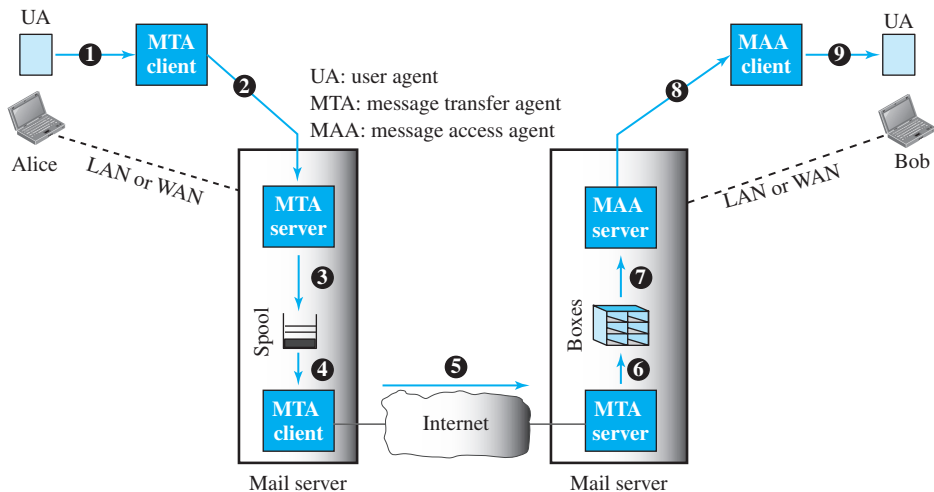 UA
1
MTA
client
2
UA: user agent
MTA: message transfer agent
MAA: message access agent
8
MAA
client
9
UA
Alice
LAN or WAN
Bob
LAN or WAN
MTA
server
3
Spool
4
MTA
client
Mail server
5
Internet
MAA
server
7
Boxes
6
MTA
server
Mail server